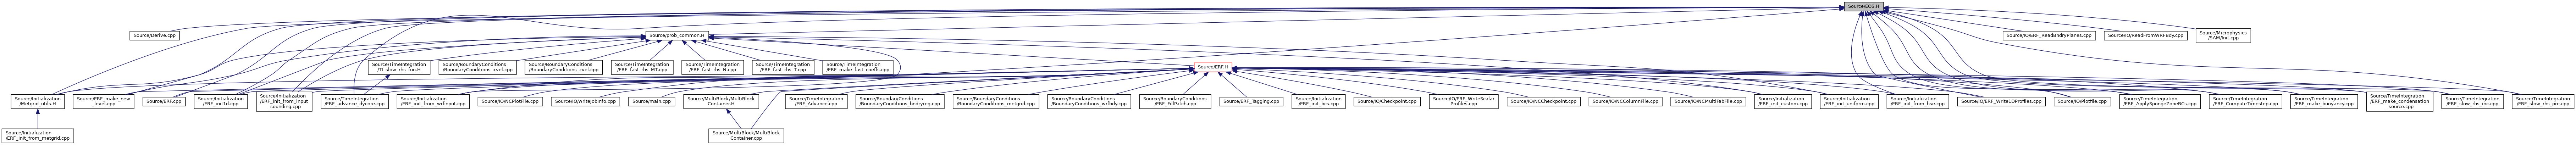 Source/EOS.H
Source/Derive.cpp
Source/prob_common.H
Source/IO/ERF_ReadBndryPlanes.cpp
Source/IO/ReadFromWRFBdy.cpp
Source/Microphysics
/SAM/Init.cpp
Source/TimeIntegration
/TI_slow_rhs_fun.H
Source/BoundaryConditions
/BoundaryConditions_xvel.cpp
Source/BoundaryConditions
/BoundaryConditions_zvel.cpp
Source/TimeIntegration
/ERF_fast_rhs_MT.cpp
Source/TimeIntegration
/ERF_fast_rhs_N.cpp
Source/TimeIntegration
/ERF_fast_rhs_T.cpp
Source/TimeIntegration
/ERF_make_fast_coeffs.cpp
Source/ERF.H
Source/Initialization
/Metgrid_utils.H
Source/ERF_make_new
_level.cpp
Source/ERF.cpp
Source/Initialization
/ERF_init1d.cpp
Source/Initialization
/ERF_init_from_input
_sounding.cpp
Source/TimeIntegration
/ERF_advance_dycore.cpp
Source/Initialization
/ERF_init_from_wrfinput.cpp
Source/IO/NCPlotFile.cpp
Source/IO/writeJobInfo.cpp
Source/main.cpp
Source/MultiBlock/MultiBlock
Container.H
Source/TimeIntegration
/ERF_Advance.cpp
Source/BoundaryConditions
/BoundaryConditions_bndryreg.cpp
Source/BoundaryConditions
/BoundaryConditions_metgrid.cpp
Source/BoundaryConditions
/BoundaryConditions_wrfbdy.cpp
Source/BoundaryConditions
/ERF_FillPatch.cpp
Source/ERF_Tagging.cpp
Source/Initialization
/ERF_init_bcs.cpp
Source/IO/Checkpoint.cpp
Source/IO/ERF_WriteScalar
Profiles.cpp
Source/IO/NCCheckpoint.cpp
Source/IO/NCColumnFile.cpp
Source/IO/NCMultiFabFile.cpp
Source/Initialization
/ERF_init_custom.cpp
Source/Initialization
/ERF_init_uniform.cpp
Source/Initialization
/ERF_init_from_hse.cpp
Source/IO/ERF_Write1DProfiles.cpp
Source/IO/Plotfile.cpp
Source/TimeIntegration
/ERF_ApplySpongeZoneBCs.cpp
Source/TimeIntegration
/ERF_ComputeTimestep.cpp
Source/TimeIntegration
/ERF_make_buoyancy.cpp
Source/TimeIntegration
/ERF_make_condensation
_source.cpp
Source/TimeIntegration
/ERF_slow_rhs_inc.cpp
Source/TimeIntegration
/ERF_slow_rhs_pre.cpp
Source/Initialization
/ERF_init_from_metgrid.cpp
Source/MultiBlock/MultiBlock
Container.cpp